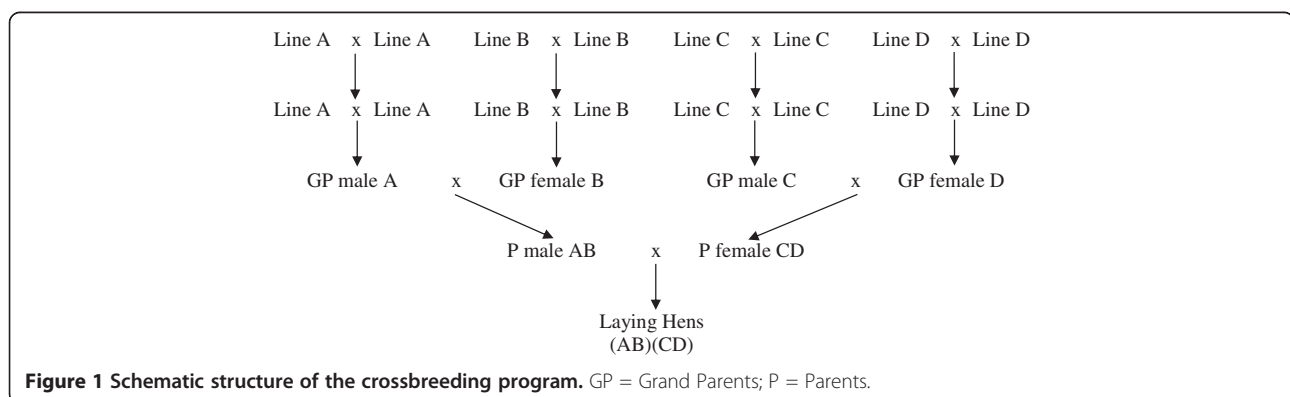 Line A x Line A Line B x Line B Line C x Line C Line D x Line D
Line A x Line A Line B x Line B Line C x Line C Line D x Line D
GP male A x GP female B GP male C x GP female D
P male AB x P female CD
Laying Hens
(AB)(CD)
Figure 1 Schematic structure of the crossbreeding program. GP = Grand Parents; P = Parents.